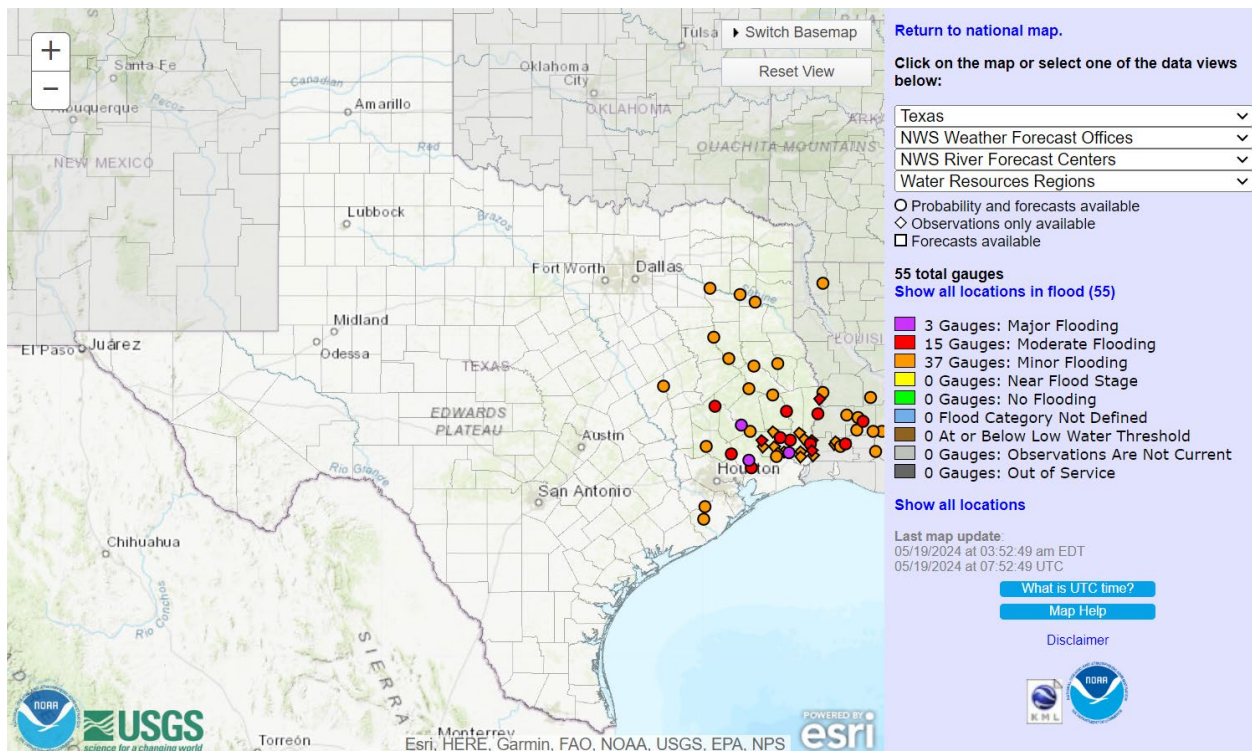 +
−
Switch Basemap
Reset View
Tulsa
Santa Fe
Canadian
Oklahoma
City
OKLAHOMA
Amarillo
Pecos
Red
OUACHITA MOUNTAINS
NEW MEXICO
Lubbock
Brazos
Fort Worth
Dallas
Sabine
Midland
Odessa
El Paso
Juárez
TEXAS
EDWARDS
PLATEAU
Austin
Rio Grande
Houston
San Antonio
Chihuahua
Rio Conchos
SIERRA
Monterrey
Torreón
NOAA
USGS
science for a changing world
Esri, HERE, Garmin, FAO, NOAA, USGS, EPA, NPS
POWERED BY
esri
Return to national map.
Click on the map or select one of the data views
below:
Texas
NWS Weather Forecast Offices
NWS River Forecast Centers
Water Resources Regions
Probability and forecasts available
Observations only available
Forecasts available
55 total gauges
Show all locations in flood (55)
3 Gauges: Major Flooding
15 Gauges: Moderate Flooding
37 Gauges: Minor Flooding
0 Gauges: Near Flood Stage
0 Gauges: No Flooding
0 Flood Category Not Defined
0 At or Below Low Water Threshold
0 Gauges: Observations Are Not Current
0 Gauges: Out of Service
Show all locations
Last map update:
05/19/2024 at 03:52:49 am EDT
05/19/2024 at 07:52:49 UTC
What is UTC time?
Map Help
Disclaimer
KML
NOAA